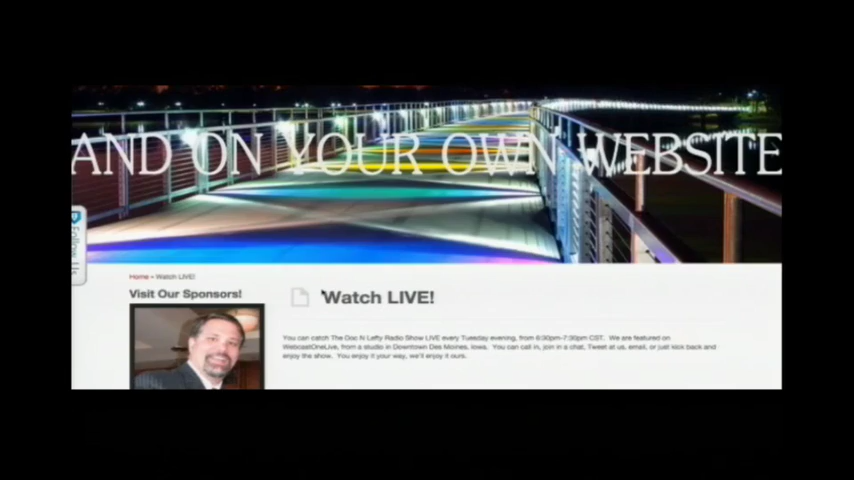 AND ON YOUR OWN WEBSITE
Follow Us
Home » Watch LIVE!
Visit Our Sponsors!
Watch LIVE!
You can catch The Doc N Lefty Radio Show LIVE every Tuesday evening, from 6:30pm-7:30pm CST. We are featured on
WebcastOneLive, from a studio in Downtown Des Moines, Iowa. You can call in, join in a chat, Tweet at us, email, or just kick back and
enjoy the show. You enjoy it your way, we'll enjoy it ours.